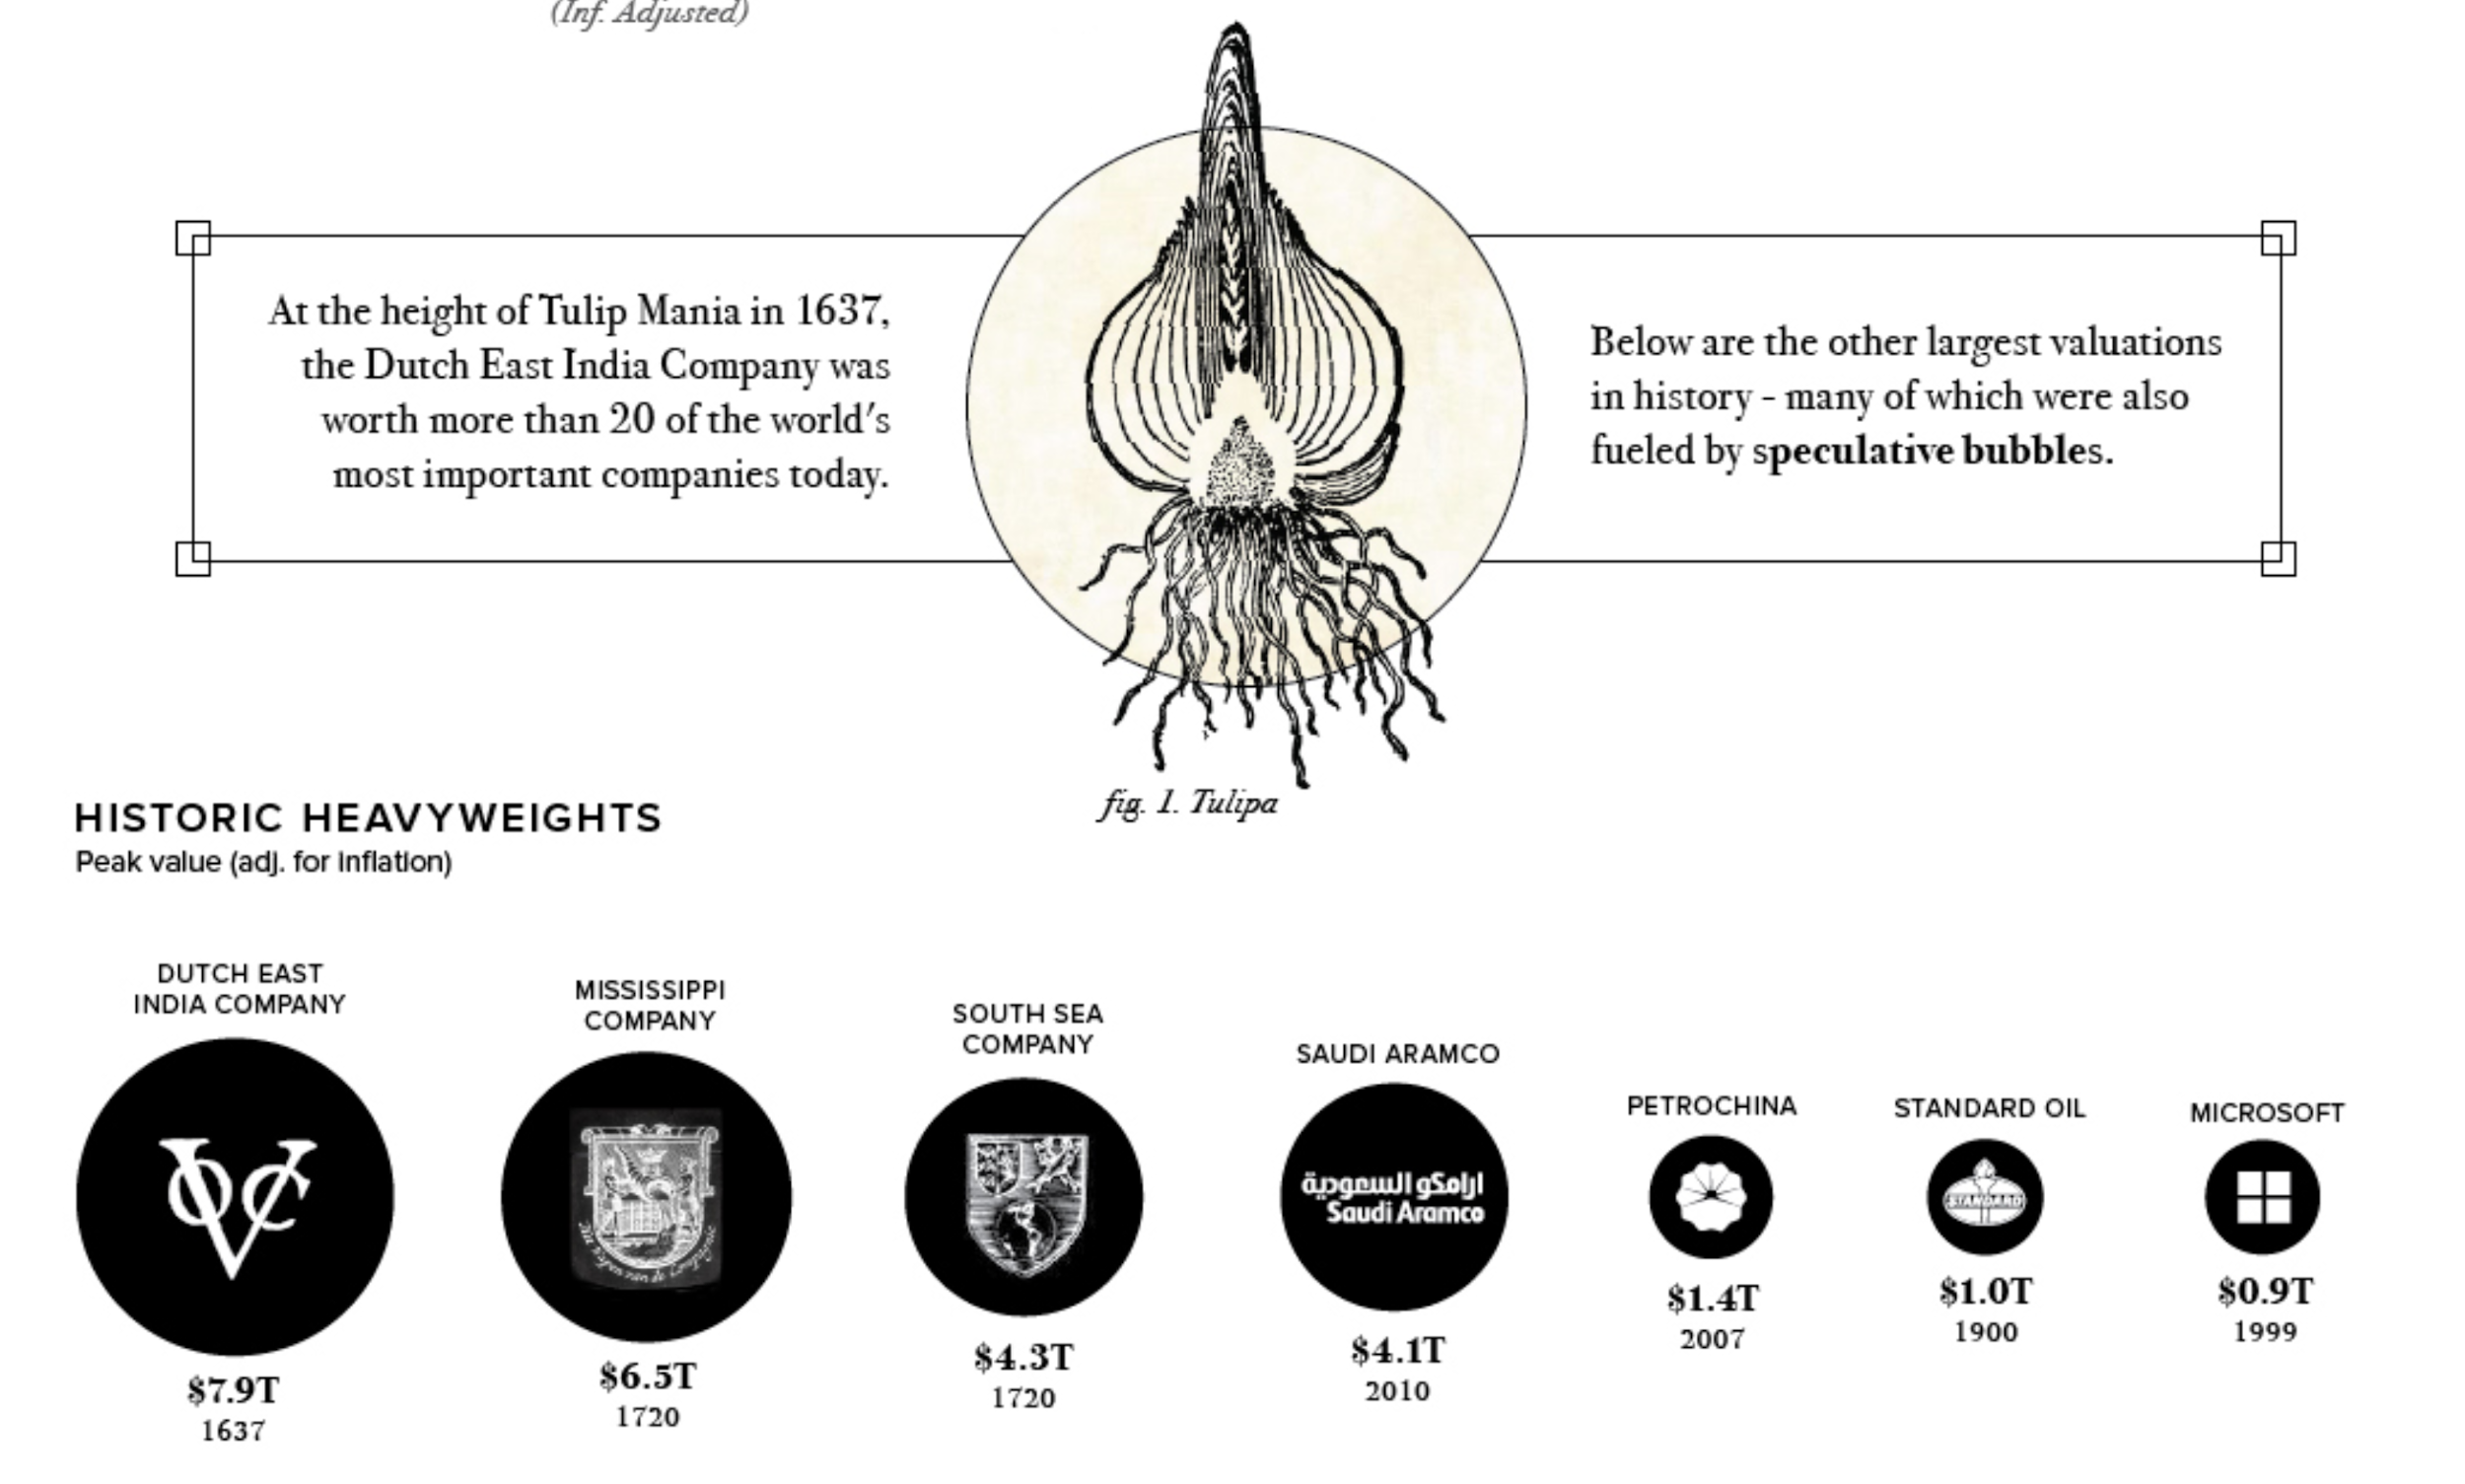 (Inf. Adjusted)
At the height of Tulip Mania in 1637,
the Dutch East India Company was
worth more than 20 of the world's
most important companies today.
Below are the other largest valuations
in history - many of which were also
fueled by speculative bubbles.
fig. 1. Tulipa
HISTORIC HEAVYWEIGHTS
Peak value (adj. for inflation)
DUTCH EAST
INDIA COMPANY
VOC
$7.9T
1637
MISSISSIPPI
COMPANY
$6.5T
1720
SOUTH SEA
COMPANY
$4.3T
1720
SAUDI ARAMCO
ارامكو السعودية
Saudi Aramco
$4.1T
2010
PETROCHINA
$1.4T
2007
STANDARD OIL
STANDARD
$1.0T
1900
MICROSOFT
$0.9T
1999